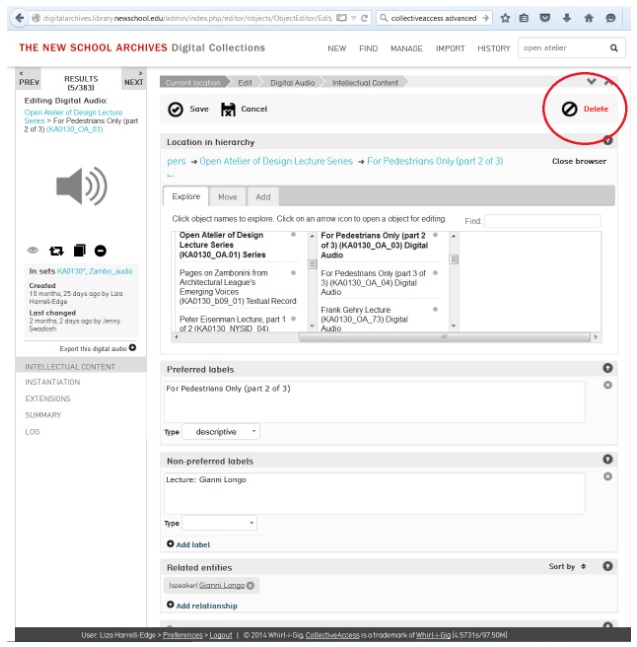 digitalarchives.library.newschool.edu/admin/index.php/editor/objects/ObjectEditor/Edit,
collectiveaccess advanced
THE NEW SCHOOL ARCHIVES Digital Collections
NEW FIND MANAGE IMPORT HISTORY
open atelier
PREV RESULTS (5/383) NEXT
Editing Digital Audio:
Open Atelier of Design Lecture
Series > For Pedestrians Only (part
2 of 3) (KA0130_OA_03)
In sets KA0130*, Zambo_audio
Created
10 months, 25 days ago by Liza
Harrell-Edge
Last changed
2 months, 2 days ago by Jenny
Swadosh
Export this digital audio
INTELLECTUAL CONTENT
INSTANTIATION
EXTENSIONS
SUMMARY
LOG
Current location Edit Digital Audio Intellectual Content
Save Cancel Delete
Location in hierarchy
pers → Open Atelier of Design Lecture Series → For Pedestrians Only (part 2 of 3)
Close browser
Explore Move Add
Click object names to explore. Click on an arrow icon to open a object for editing.
Find:
Open Atelier of Design
Lecture Series
(KA0130_OA.01) Series
Pages on Zambonini from
Architectural League's
Emerging Voices
(KA0130_b09_01) Textual Record
Peter Eisenman Lecture, part 1
of 2 (KA0130_NYSID_04)
For Pedestrians Only (part 2
of 3) (KA0130_OA_03) Digital
Audio
For Pedestrians Only (part 3 of
3) (KA0130_OA_04) Digital
Audio
Frank Gehry Lecture
(KA0130_OA_73) Digital
Audio
Preferred labels
For Pedestrians Only (part 2 of 3)
Type descriptive
Non-preferred labels
Lecture: Gianni Longo
Type
Add label
Related entities
Sort by
(speaker) Gianni Longo
Add relationship
User: Liza Harrell-Edge > Preferences > Logout | © 2014 Whirl-i-Gig, CollectiveAccess is a trademark of Whirl-i-Gig [4.5731s/97.50M]